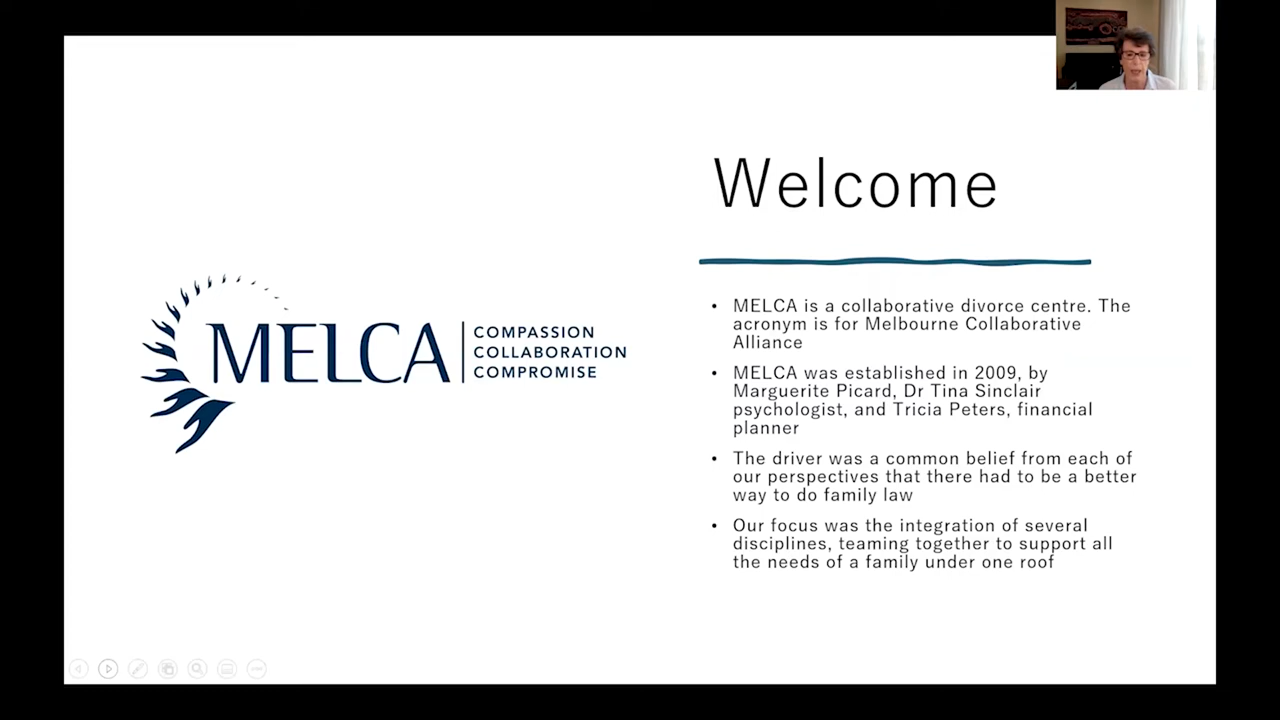 Welcome
MELCA
COMPASSION
COLLABORATION
COMPROMISE
• MELCA is a collaborative divorce centre. The
acronym is for Melbourne Collaborative
Alliance
• MELCA was established in 2009, by
Marguerite Picard, Dr Tina Sinclair
psychologist, and Tricia Peters, financial
planner
• The driver was a common belief from each of
our perspectives that there had to be a better
way to do family law
• Our focus was the integration of several
disciplines, teaming together to support all
the needs of a family under one roof